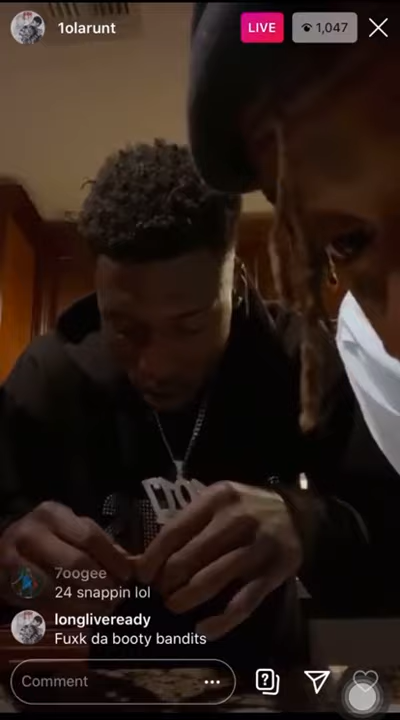 1olarunt
LIVE
1,047
7oogee
24 snappin lol
longliveready
Fuxk da booty bandits
Comment